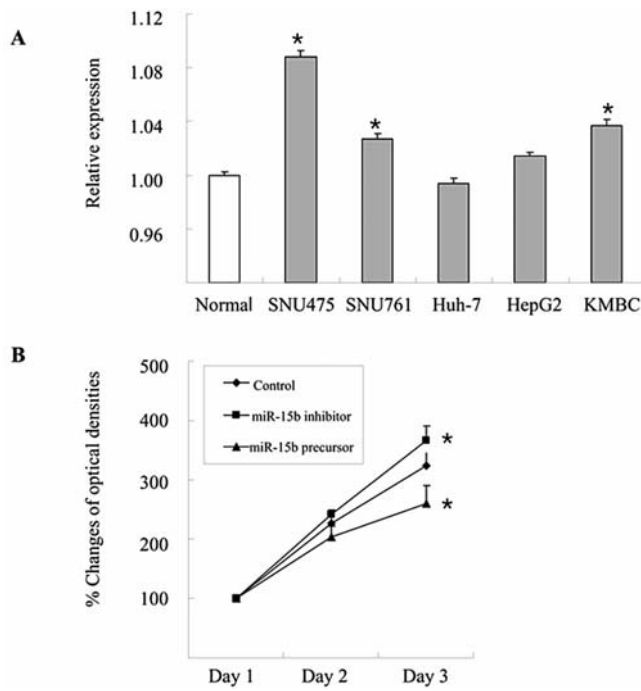 A
Relative expression
1.12
1.08
1.04
1.00
0.96
*
*
*
Normal SNU475 SNU761 Huh-7 HepG2 KMBC
B
% Changes of optical densities
500
400
300
200
100
Control
miR-15b inhibitor
miR-15b precursor
*
*
Day 1 Day 2 Day 3